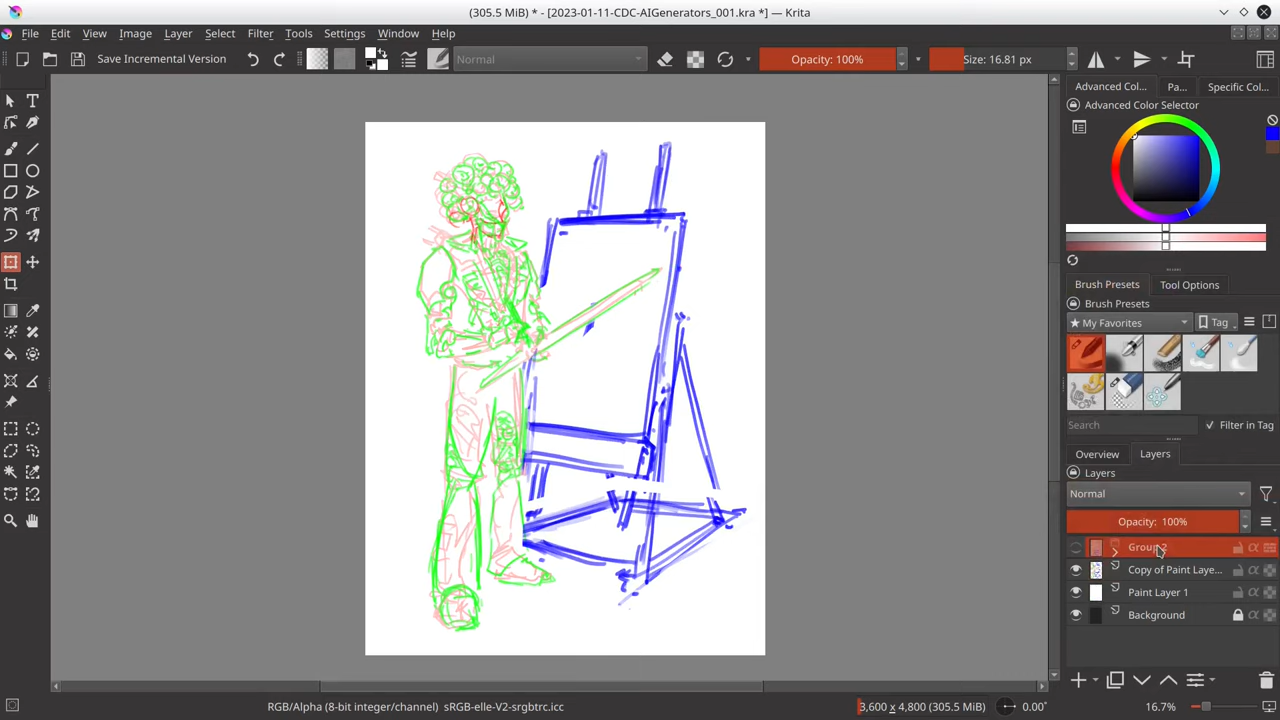 (305.5 MiB) * - [2023-01-11-CDC-AIGenerators_001.kra *] — Krita
File Edit View Image Layer Select Filter Tools Settings Window Help
Save Incremental Version Normal Opacity: 100% Size: 16.81 px
Advanced Col... Pa... Specific Col...
Advanced Color Selector
Brush Presets Tool Options
Brush Presets
★ My Favorites Tag
Search Filter in Tag
Overview Layers
Layers
Normal
Opacity: 100%
Group 2
Copy of Paint Laye...
Paint Layer 1
Background
RGB/Alpha (8-bit integer/channel) sRGB-elle-V2-srgbtrc.icc 3,600 x 4,800 (305.5 MiB) 0.00° 16.7%